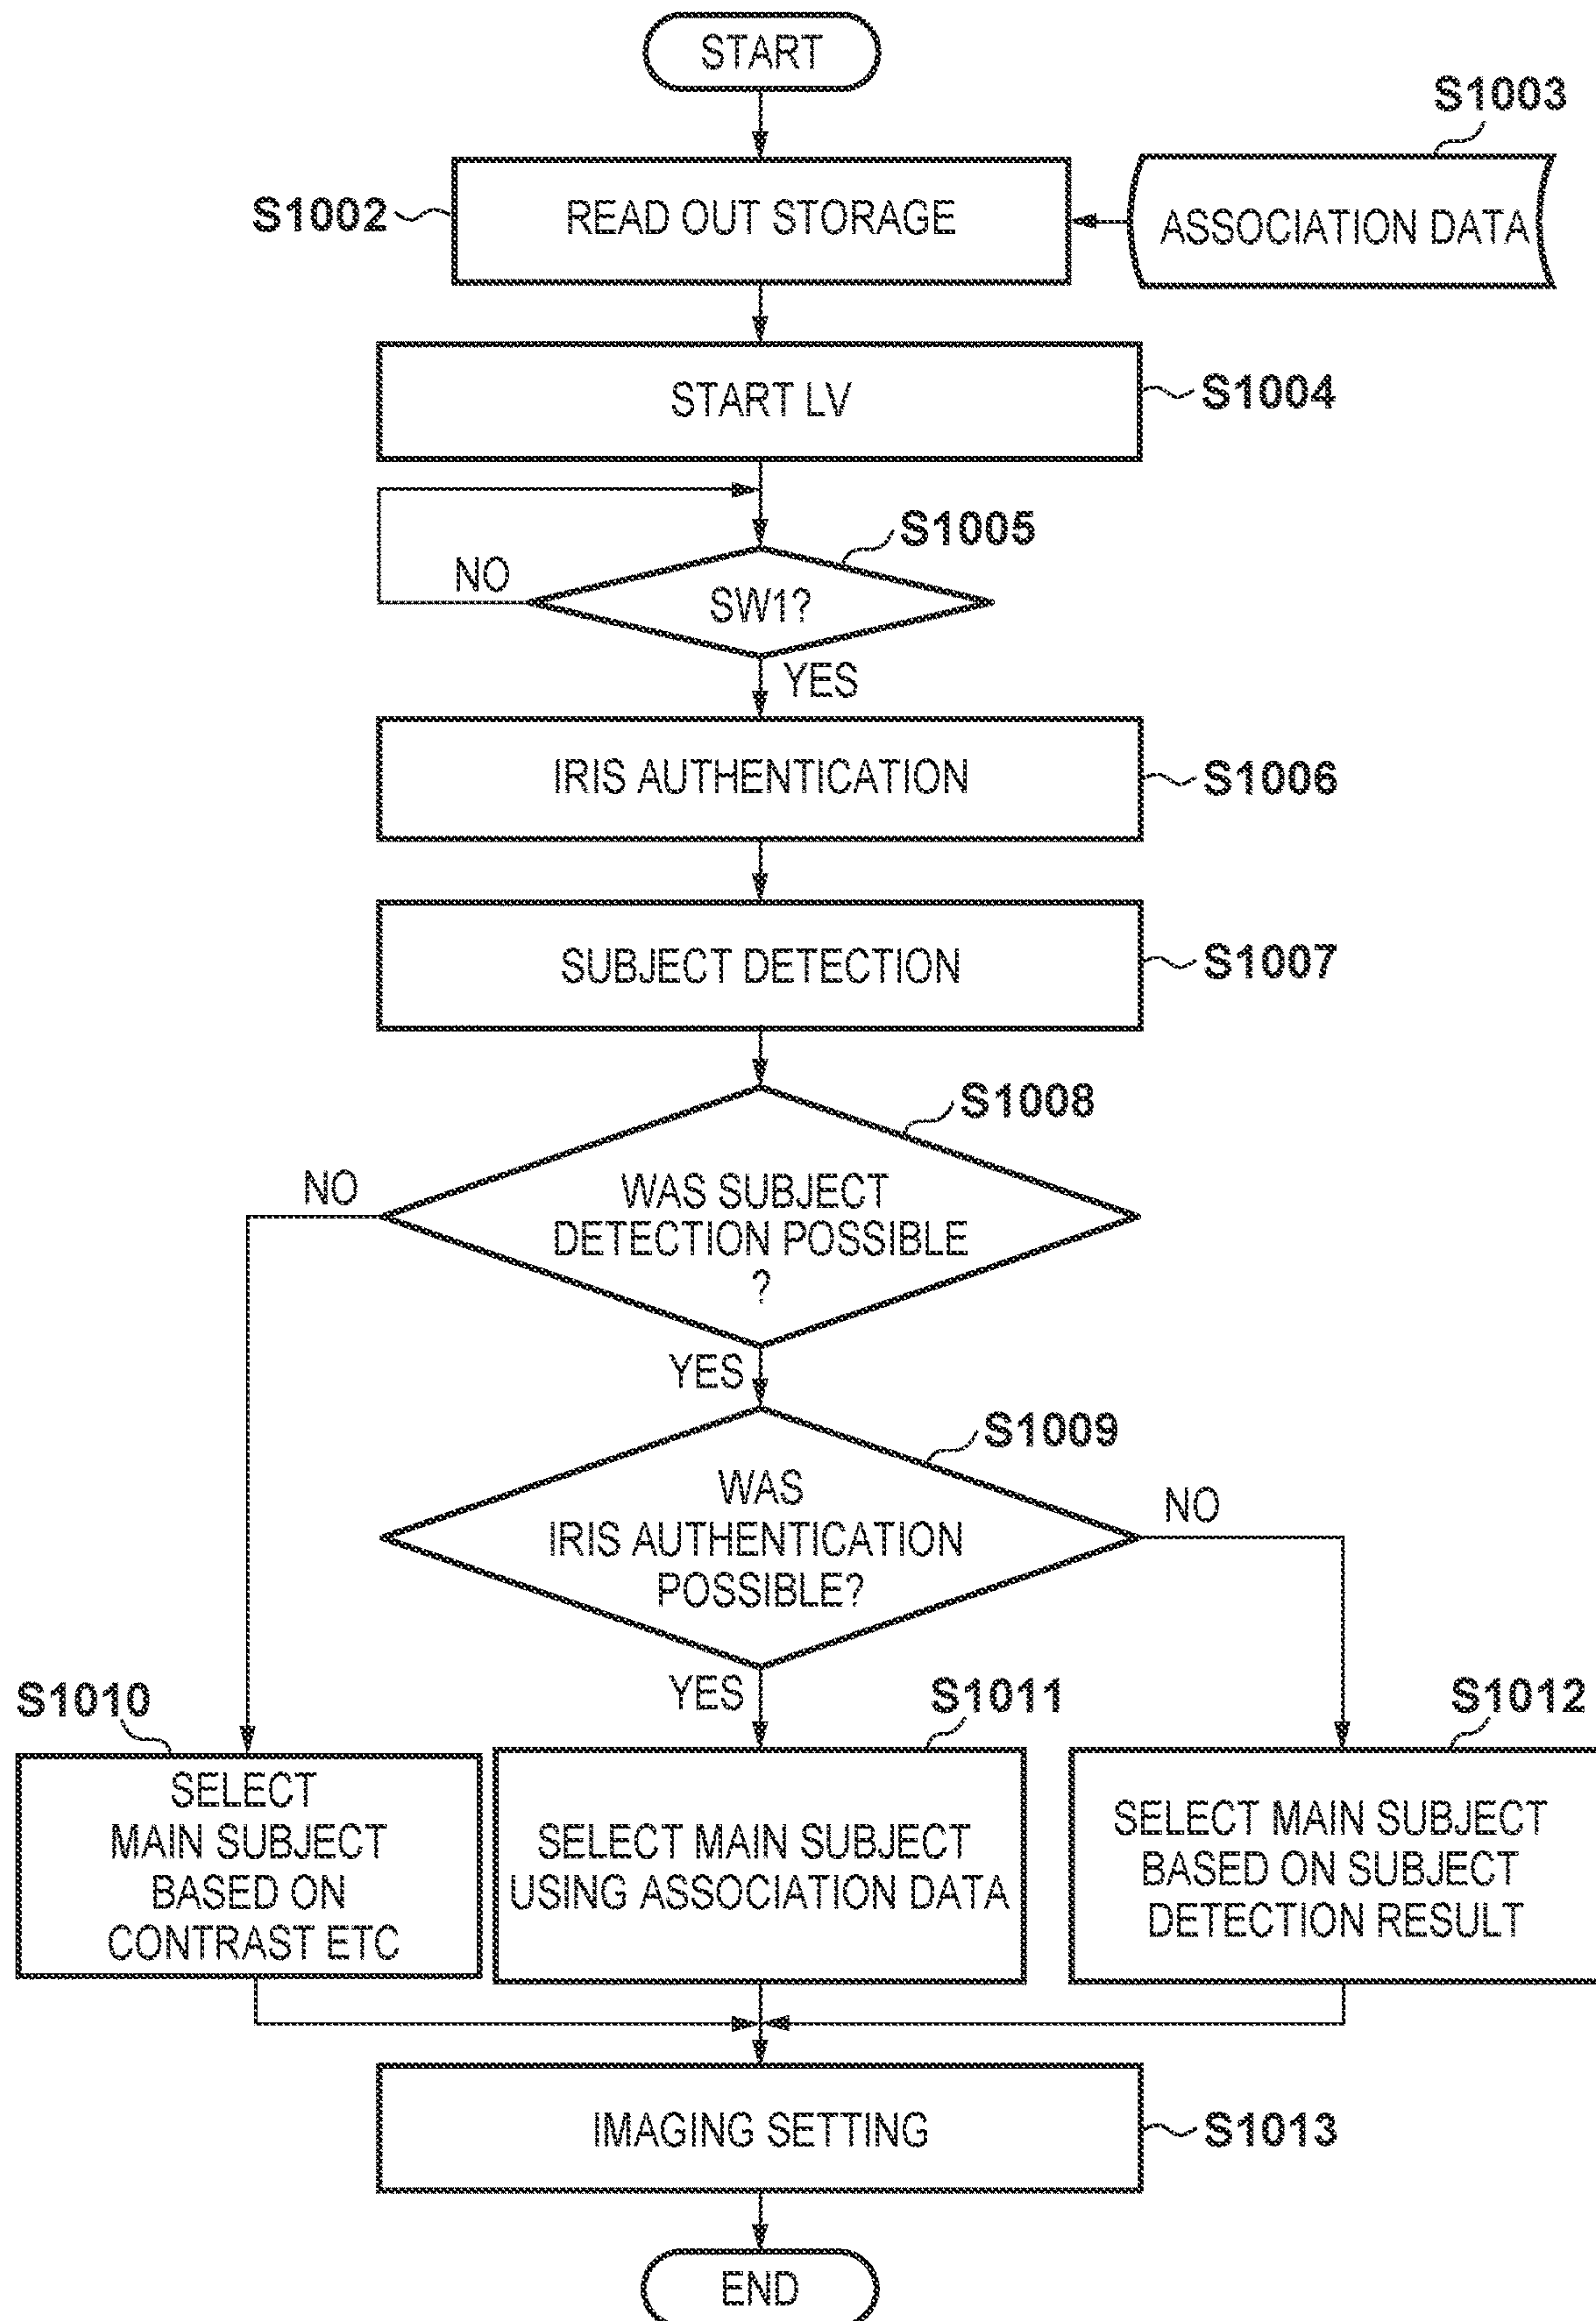 START
S1003
S1002
READ OUT STORAGE
ASSOCIATION DATA
START LV
S1004
S1005
NO
SW1?
YES
IRIS AUTHENTICATION
S1006
SUBJECT DETECTION
S1007
S1008
NO
WAS SUBJECT
DETECTION POSSIBLE
?
YES
S1009
WAS
IRIS AUTHENTICATION
POSSIBLE?
NO
YES
S1010
S1011
S1012
SELECT
MAIN SUBJECT
BASED ON
CONTRAST ETC
SELECT MAIN SUBJECT
USING ASSOCIATION DATA
SELECT MAIN SUBJECT
BASED ON SUBJECT
DETECTION RESULT
IMAGING SETTING
S1013
END